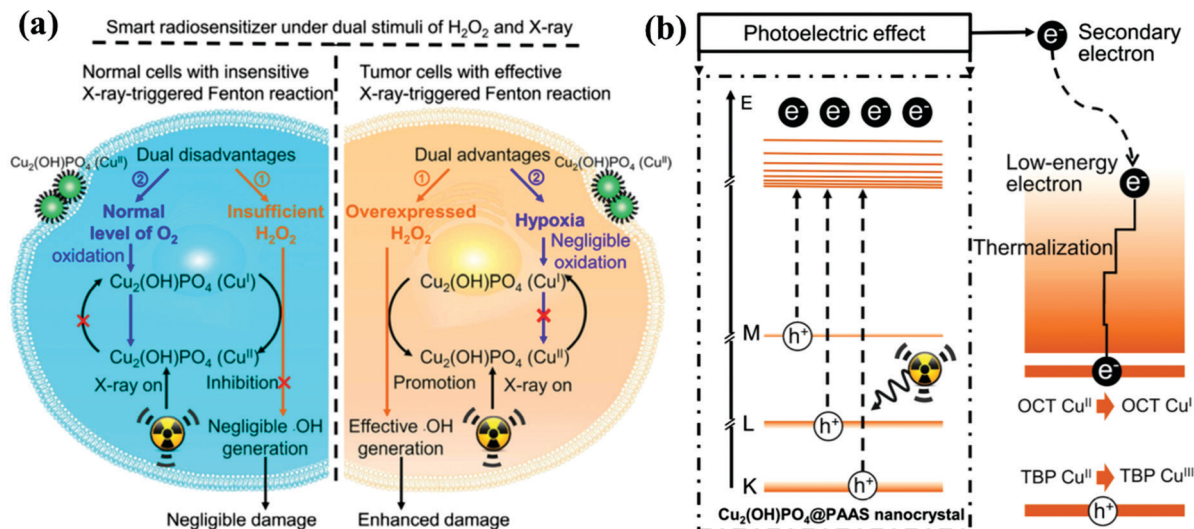 (a)
Smart radiosensitizer under dual stimuli of H₂O₂ and X-ray
Normal cells with insensitive
X-ray-triggered Fenton reaction
Tumor cells with effective
X-ray-triggered Fenton reaction
Cu₂(OH)PO₄ (Cuᴵᴵ)
Dual disadvantages
②
①
Normal
level of O₂
Insufficient
H₂O₂
oxidation
Cu₂(OH)PO₄ (Cuᴵ)
Cu₂(OH)PO₄ (Cuᴵᴵ)
X-ray on
Inhibition
Negligible ·OH
generation
Negligible damage
Dual advantages
Cu₂(OH)PO₄ (Cuᴵᴵ)
①
②
Overexpressed
H₂O₂
Hypoxia
Negligible
oxidation
Cu₂(OH)PO₄ (Cuᴵ)
Cu₂(OH)PO₄ (Cuᴵᴵ)
Promotion
X-ray on
Effective ·OH
generation
Enhanced damage
(b)
Photoelectric effect
e⁻
Secondary
electron
E
e⁻ e⁻ e⁻ e⁻
M
h⁺
L
h⁺
K
h⁺
Cu₂(OH)PO₄@PAAS nanocrystal
Low-energy
electron
e⁻
Thermalization
e⁻
OCT Cuᴵᴵ OCT Cuᴵ
TBP Cuᴵᴵ TBP Cuᴵᴵᴵ
h⁺